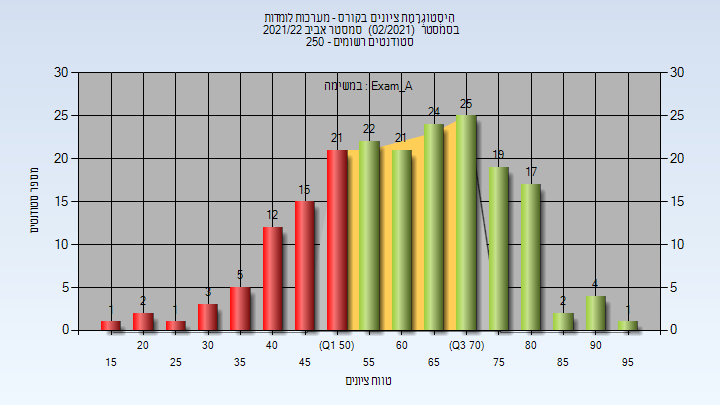 היסטוגרמת ציונים בקורס - מערכות לומדות
בסמסטר (02/2021) סמסטר אביב 2021/22
סטודנטים רשומים - 250
במשימה : Exam_A
מספר סטודנטים
30 30
25 25
20 20
15 15
10 10
5 5
0 0
1 2 1 3 5 12 15 21 22 21 24 25 19 17 2 4 1
20 30 40 (Q1 50) 60 (Q3 70) 80 90
15 25 35 45 55 65 75 85 95
טווח ציונים